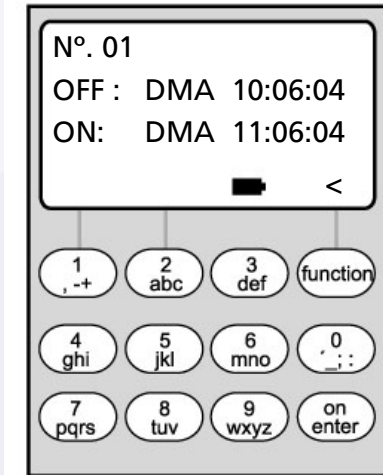 Nº. 01
OFF : DMA 10:06:04
ON: DMA 11:06:04
<
1 2 3 function
, -+ abc def
4 5 6 0
ghi jkl mno ´_; :
7 8 9 on
pqrs tuv wxyz enter